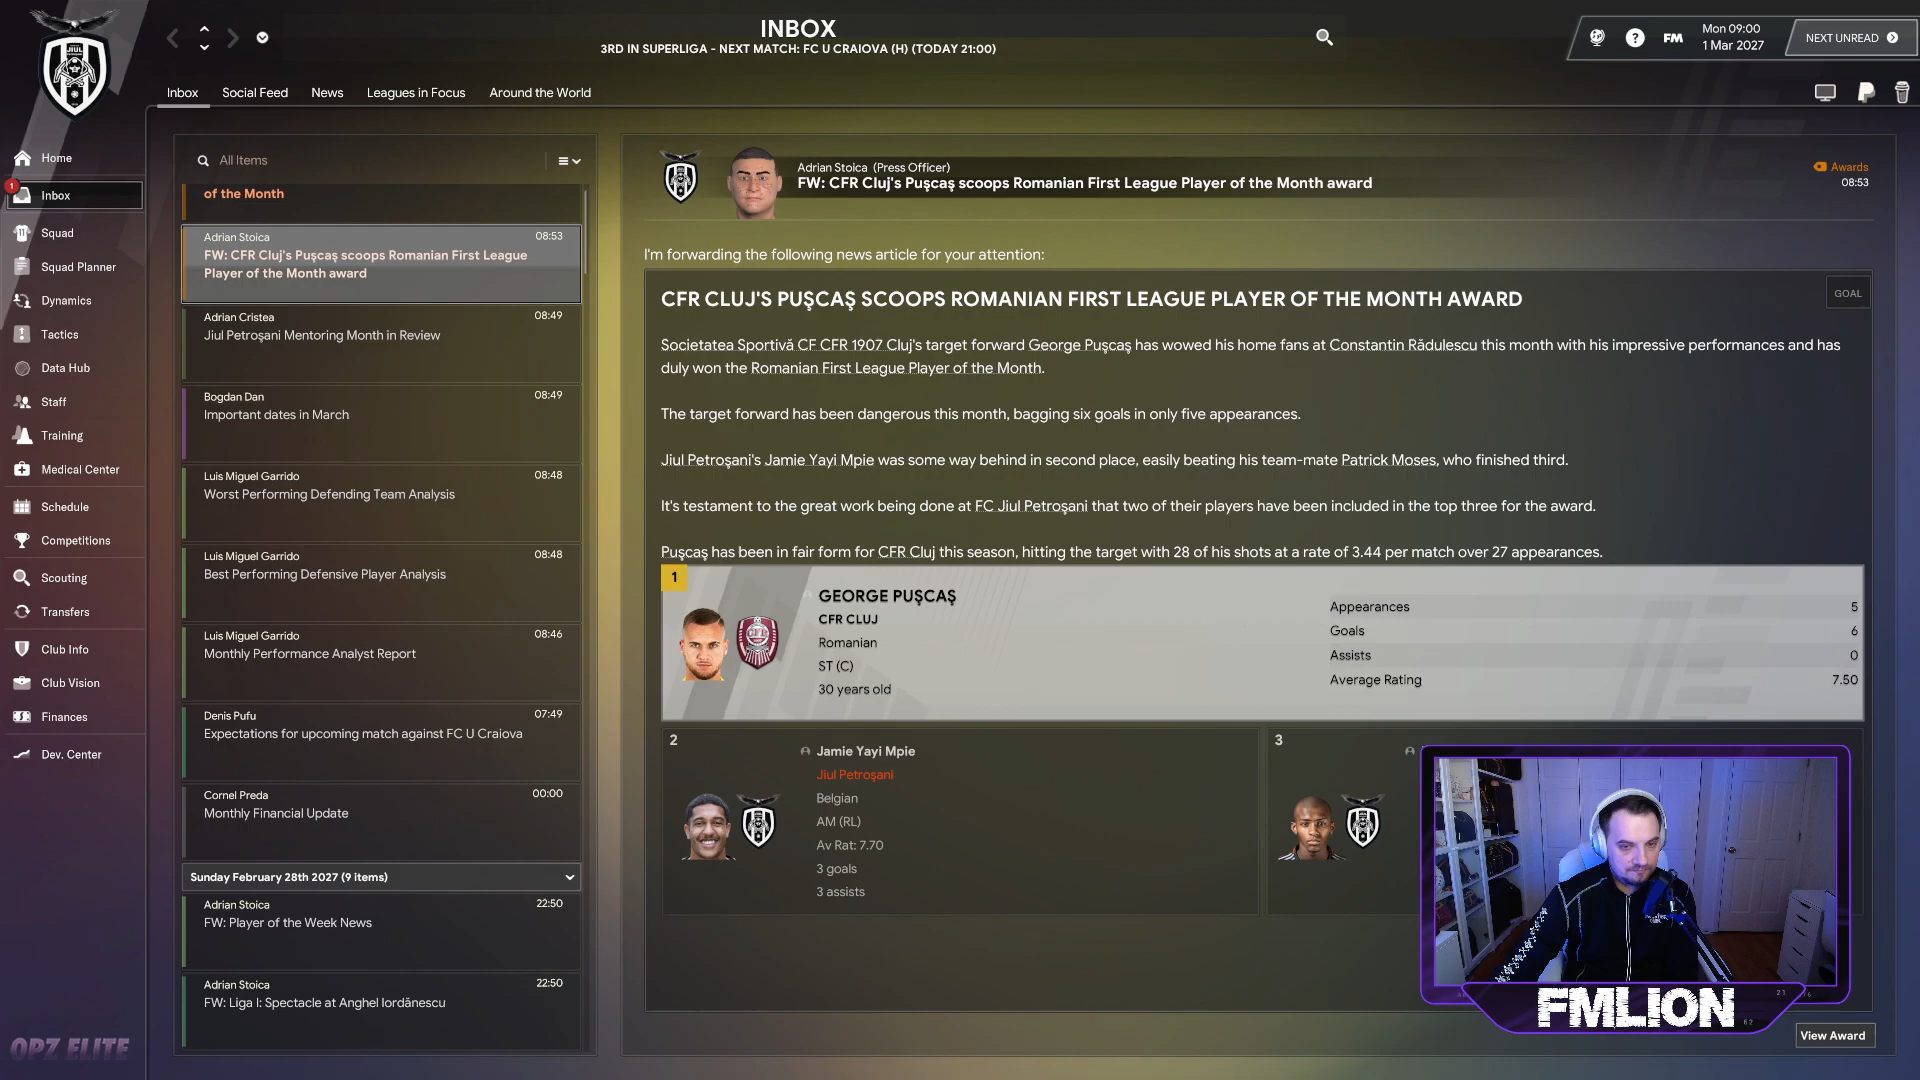 INBOX
3RD IN SUPERLIGA - NEXT MATCH: FC U CRAIOVA (H) (TODAY 21:00)
FM
Mon 09:00
1 Mar 2027
NEXT UNREAD
Inbox
Social Feed
News
Leagues in Focus
Around the World
Home
1
Inbox
Squad
Squad Planner
Dynamics
Tactics
Data Hub
Staff
Training
Medical Center
Schedule
Competitions
Scouting
Transfers
Club Info
Club Vision
Finances
Dev. Center
OPZ ELITE
All Items
of the Month
Adrian Stoica 08:53
FW: CFR Cluj's Pușcaș scoops Romanian First League
Player of the Month award
Adrian Cristea 08:49
Jiul Petroșani Mentoring Month in Review
Bogdan Dan 08:49
Important dates in March
Luis Miguel Garrido 08:48
Worst Performing Defending Team Analysis
Luis Miguel Garrido 08:48
Best Performing Defensive Player Analysis
Luis Miguel Garrido 08:46
Monthly Performance Analyst Report
Denis Pufu 07:49
Expectations for upcoming match against FC U Craiova
Cornel Preda 00:00
Monthly Financial Update
Sunday February 28th 2027 (9 items)
Adrian Stoica 22:50
FW: Player of the Week News
Adrian Stoica 22:50
FW: Liga I: Spectacle at Anghel Iordănescu
Adrian Stoica (Press Officer)
FW: CFR Cluj's Pușcaș scoops Romanian First League Player of the Month award
Awards
08:53
I'm forwarding the following news article for your attention:
CFR CLUJ'S PUȘCAȘ SCOOPS ROMANIAN FIRST LEAGUE PLAYER OF THE MONTH AWARD
GOAL
Societatea Sportivă CF CFR 1907 Cluj's target forward George Pușcaș has wowed his home fans at Constantin Rădulescu this month with his impressive performances and has
duly won the Romanian First League Player of the Month.
The target forward has been dangerous this month, bagging six goals in only five appearances.
Jiul Petroșani's Jamie Yayi Mpie was some way behind in second place, easily beating his team-mate Patrick Moses, who finished third.
It's testament to the great work being done at FC Jiul Petroșani that two of their players have been included in the top three for the award.
Pușcaș has been in fair form for CFR Cluj this season, hitting the target with 28 of his shots at a rate of 3.44 per match over 27 appearances.
1
GEORGE PUȘCAȘ
CFR CLUJ
Romanian
ST (C)
30 years old
Appearances 5
Goals 6
Assists 0
Average Rating 7.50
2
Jamie Yayi Mpie
Jiul Petroșani
Belgian
AM (RL)
Av Rat: 7.70
3 goals
3 assists
3
FMLION
View Award